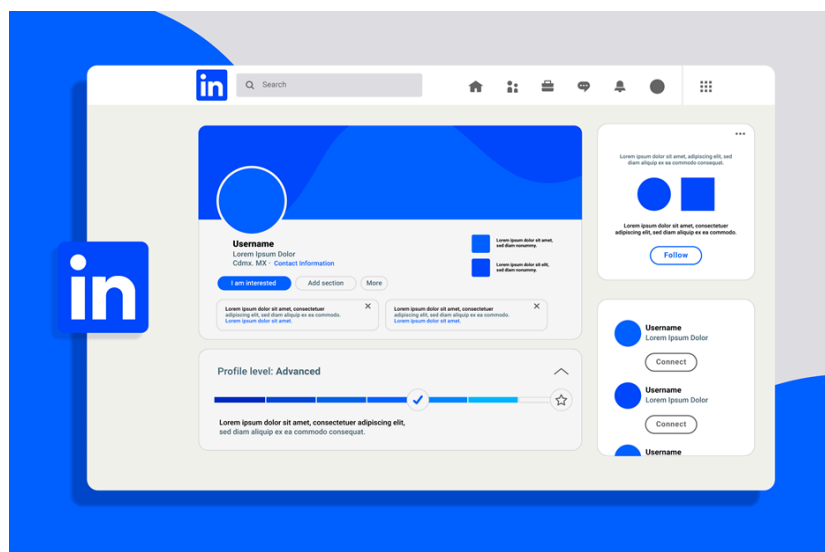 in
Search
in
Username
Lorem Ipsum Dolor
Cdmx. MX · Contact Information
I am interested
Add section
More
Lorem ipsum dolor sit amet,
sed diam nonummy.
Lorem ipsum dolor sit elit,
sed diam nonummy.
Lorem ipsum dolor sit amet, consectetuer
adipiscing elit, sed diam aliquip ex ea commodo.
Lorem ipsum dolor sit amet.
Lorem ipsum dolor sit amet, consectetuer
adipiscing elit, sed diam aliquip ex ea commodo.
Lorem ipsum dolor sit amet.
Profile level: Advanced
Lorem ipsum dolor sit amet, consectetuer adipiscing elit,
sed diam aliquip ex ea commodo consequat.
Lorem ipsum dolor sit amet, adipiscing elit, sed
diam aliquip ex ea commodo consequat.
Lorem ipsum dolor sit amet, consectetuer
adipiscing elit, sed diam aliquip ex ea commodo.
Follow
Username
Lorem Ipsum Dolor
Connect
Username
Lorem Ipsum Dolor
Connect
Username